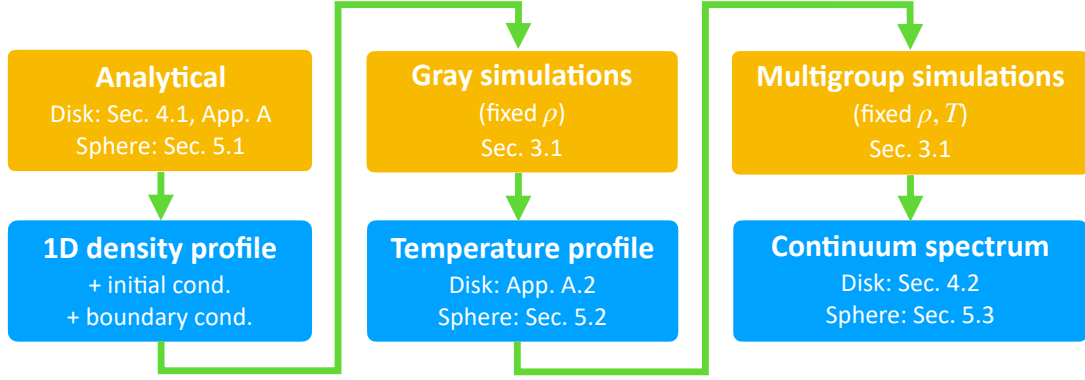 Analytical
Disk: Sec. 4.1, App. A
Sphere: Sec. 5.1
1D density profile
+ initial cond.
+ boundary cond.
Gray simulations
(fixed ρ)
Sec. 3.1
Temperature profile
Disk: App. A.2
Sphere: Sec. 5.2
Multigroup simulations
(fixed ρ, T)
Sec. 3.1
Continuum spectrum
Disk: Sec. 4.2
Sphere: Sec. 5.3